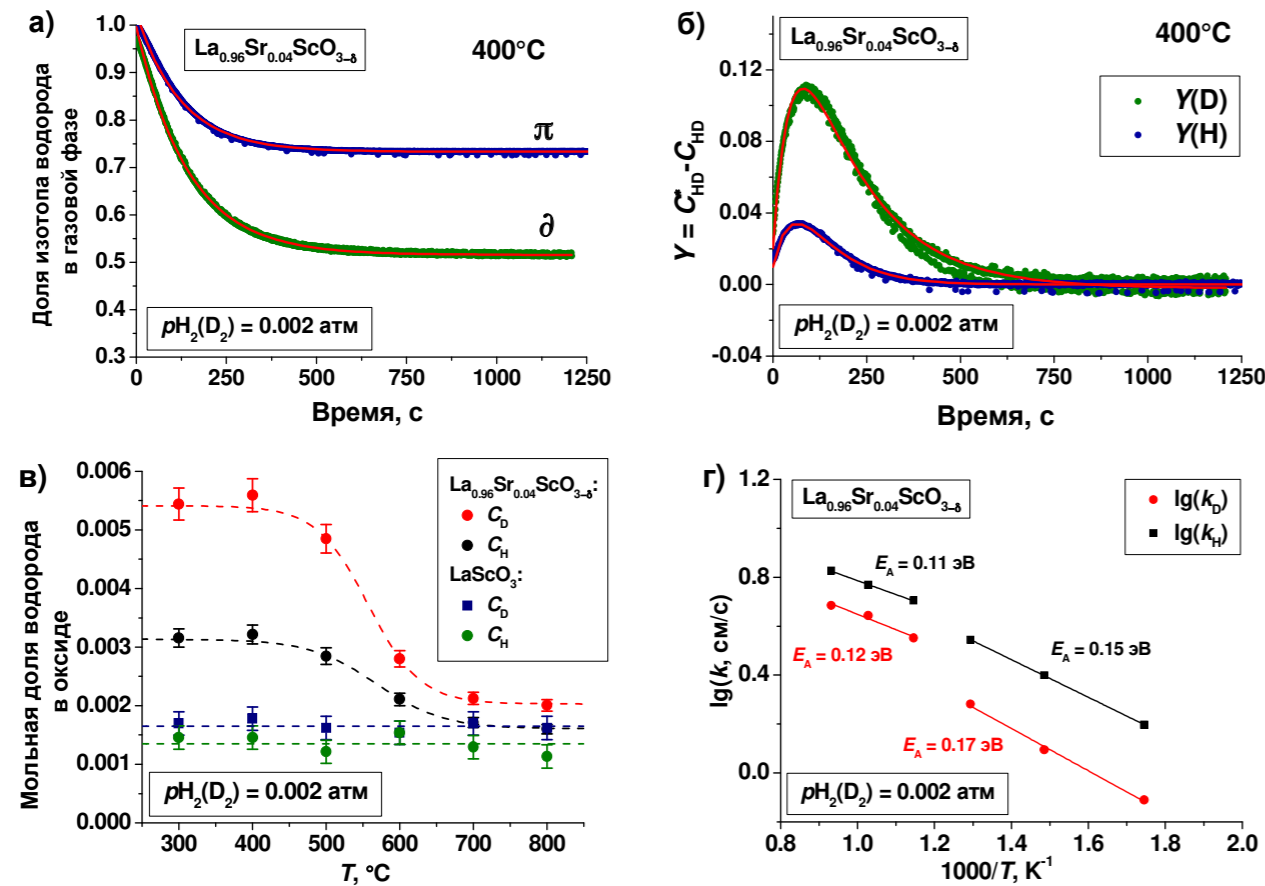 а)
La0.96Sr0.04ScO3–δ
400°C
π
∂
pH2(D2) = 0.002 атм
1.0
0.9
0.8
0.7
0.6
0.5
0.4
0.3
0 250 500 750 1000 1250
Время, с
Доля изотопа водорода
в газовой фазе
б)
La0.96Sr0.04ScO3–δ
400°C
Y(D)
Y(H)
pH2(D2) = 0.002 атм
0.12
0.08
0.04
0.00
-0.04
0 250 500 750 1000 1250
Время, с
Y = C*HD-CHD
в)
La0.96Sr0.04ScO3–δ:
CD
CH
LaScO3:
CD
CH
pH2(D2) = 0.002 атм
0.006
0.005
0.004
0.003
0.002
0.001
0.000
300 400 500 600 700 800
T, °C
Мольная доля водорода
в оксиде
г)
La0.96Sr0.04ScO3–δ
lg(kD)
lg(kH)
EA = 0.11 эВ
EA = 0.12 эВ
EA = 0.15 эВ
EA = 0.17 эВ
pH2(D2) = 0.002 атм
1.2
0.8
0.4
0.0
0.8 1.0 1.2 1.4 1.6 1.8 2.0
1000/T, K-1
lg(k, см/с)